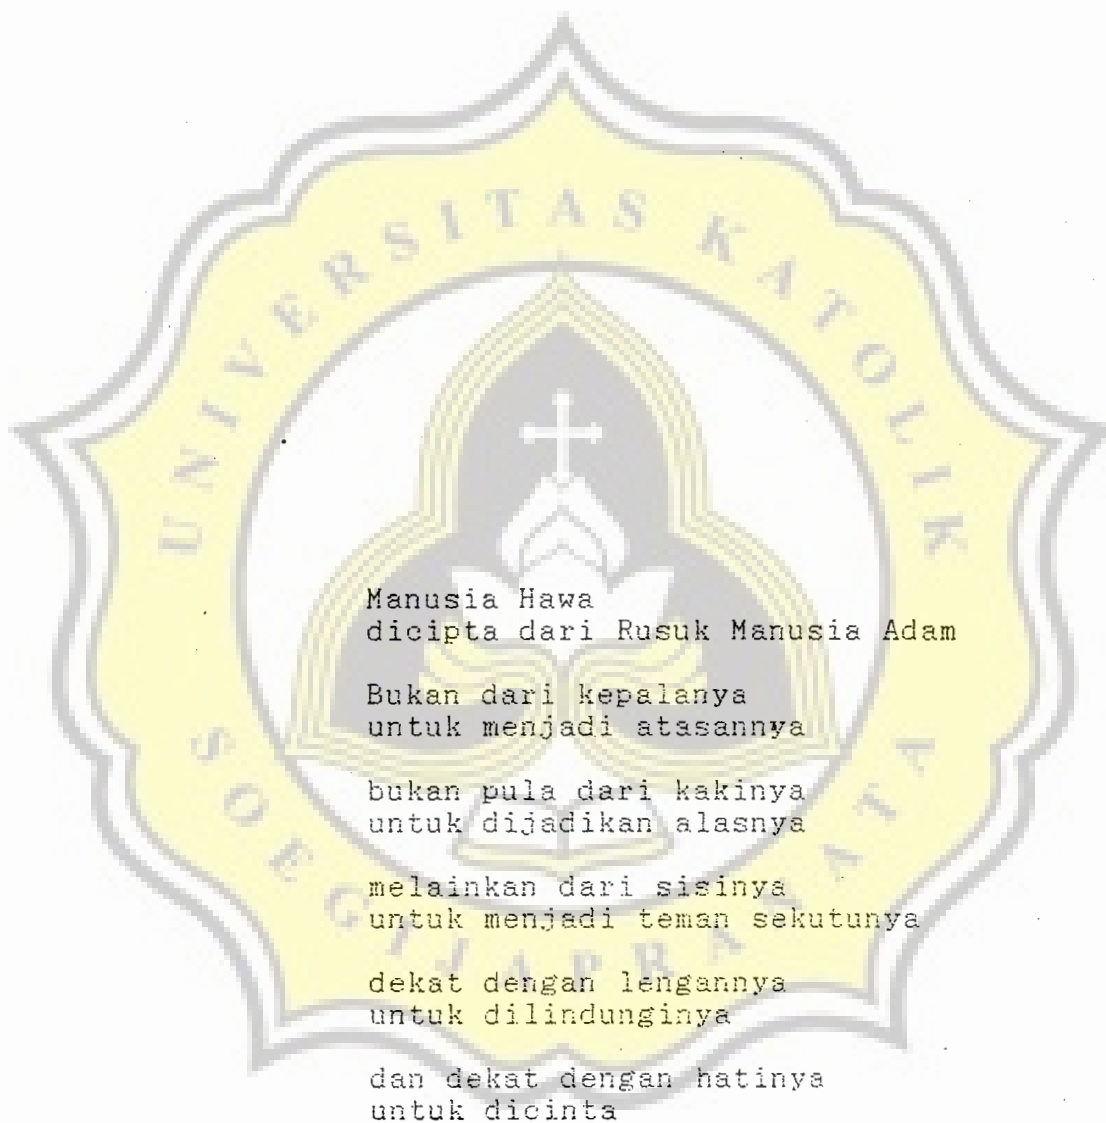 UNIVERSITAS KATOLIK
SOEGIJAPRANATA
Manusia Hawa
dicipta dari Rusuk Manusia Adam
Bukan dari kepalanya
untuk menjadi atasannya
bukan pula dari kakinya
untuk dijadikan alasnya
melainkan dari sisinya
untuk menjadi teman sekutunya
dekat dengan lengannya
untuk dilindunginya
dan dekat dengan hatinya
untuk dicinta